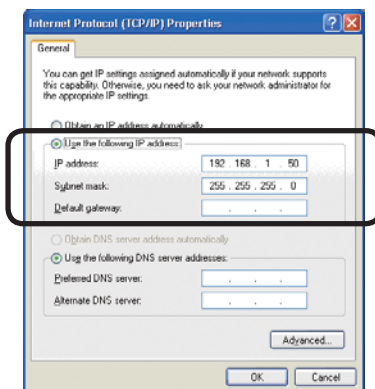 Internet Protocol (TCP/IP) Properties
General
You can get IP settings assigned automatically if your network supports
this capability. Otherwise, you need to ask your network administrator for
the appropriate IP settings.
Obtain an IP address automatically
Use the following IP address:
IP address: 192 . 168 . 1 . 50
Subnet mask: 255 . 255 . 255 . 0
Default gateway: . . .
Obtain DNS server address automatically
Use the following DNS server addresses:
Preferred DNS server: . . .
Alternate DNS server: . . .
Advanced...
OK Cancel